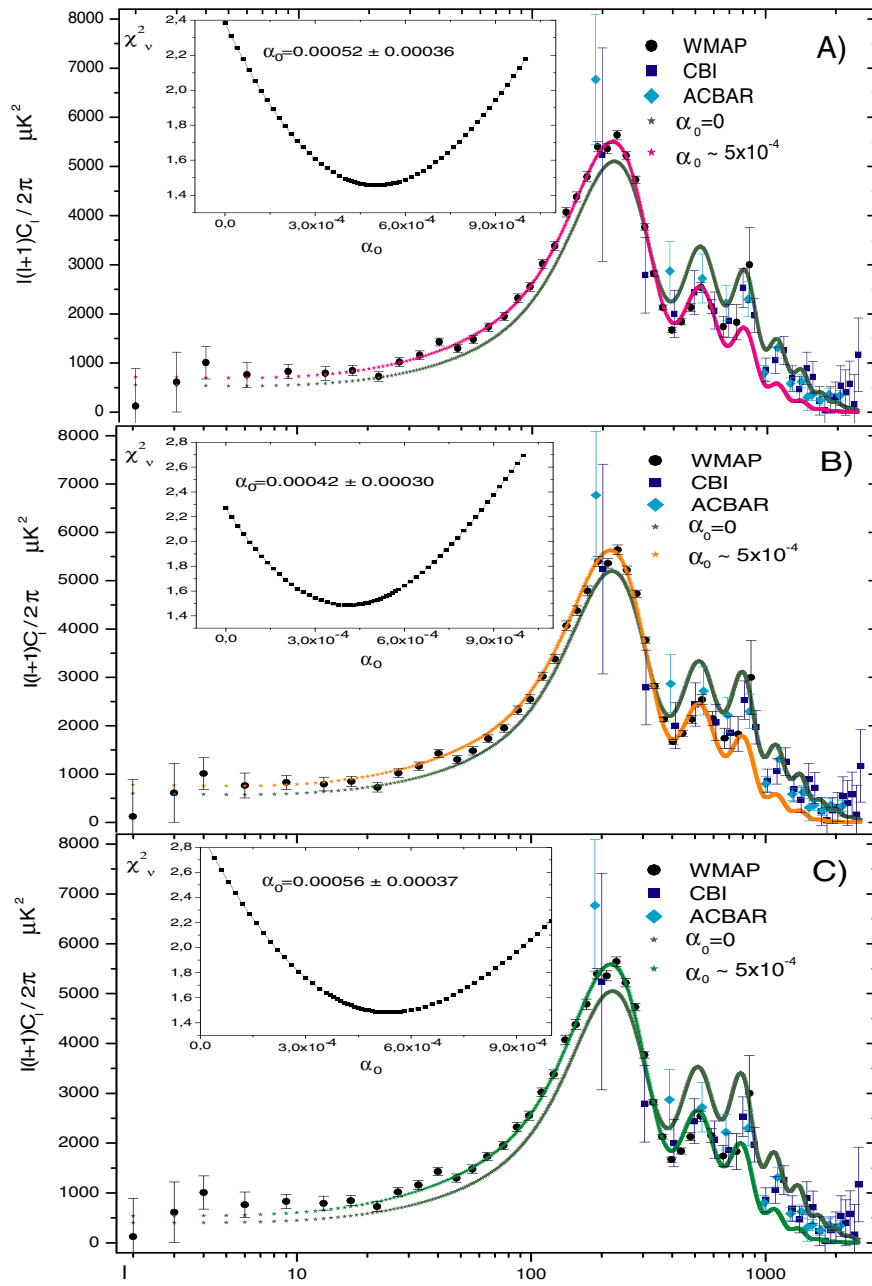 χ²ᵥ
2,4
2,2
2,0
1,8
1,6
1,4
α₀=0.00052 ± 0.00036
0,0
3,0x10⁻⁴
6,0x10⁻⁴
9,0x10⁻⁴
α₀
A)
WMAP
CBI
ACBAR
α₀=0
α₀ ~ 5x10⁻⁴
l(l+1)C_l / 2π μK²
8000
7000
6000
5000
4000
3000
2000
1000
0
χ²ᵥ
2,8
2,6
2,4
2,2
2,0
1,8
1,6
1,4
α₀=0.00042 ± 0.00030
0,0
3,0x10⁻⁴
6,0x10⁻⁴
9,0x10⁻⁴
α₀
B)
WMAP
CBI
ACBAR
α₀=0
α₀ ~ 5x10⁻⁴
l(l+1)C_l / 2π μK²
8000
7000
6000
5000
4000
3000
2000
1000
0
χ²ᵥ
2,8
2,6
2,4
2,2
2,0
1,8
1,6
1,4
α₀=0.00056 ± 0.00037
0,0
3,0x10⁻⁴
6,0x10⁻⁴
9,0x10⁻⁴
α₀
C)
WMAP
CBI
ACBAR
α₀=0
α₀ ~ 5x10⁻⁴
l(l+1)C_l / 2π μK²
8000
7000
6000
5000
4000
3000
2000
1000
0
l
10
100
1000